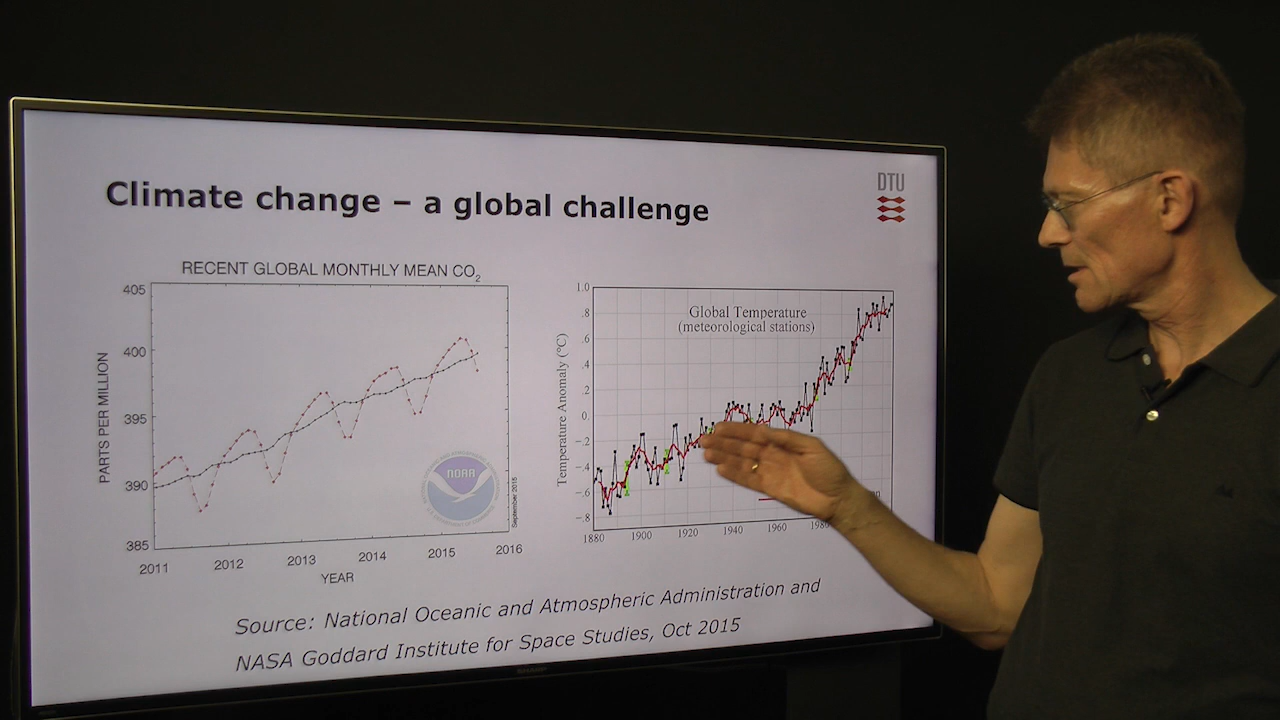 Climate change – a global challenge
DTU
RECENT GLOBAL MONTHLY MEAN CO2
405
400
395
390
385
PARTS PER MILLION
2011
2012
2013
2014
2015
2016
YEAR
NOAA
September 2015
Global Temperature
(meteorological stations)
Temperature Anomaly (°C)
1.0
.8
.6
.4
.2
0.
-.2
-.4
-.6
-.8
1880
1900
1920
1940
1960
Source: National Oceanic and Atmospheric Administration and
NASA Goddard Institute for Space Studies, Oct 2015